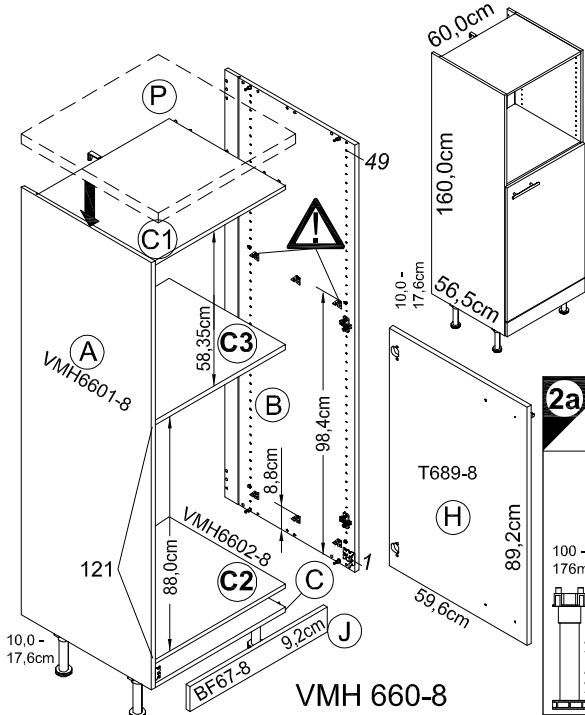 P
C1
A
VMH6601-8
58,35cm
C3
B
8,8cm
98,4cm
49
1
121
88,0cm
VMH6602-8
C2
C
10,0 -
17,6cm
BF67-8
9,2cm
J
VMH 660-8
60,0cm
160,0cm
10,0 -
17,6cm
56,5cm
T689-8
H
89,2cm
59,6cm
2a
100 -